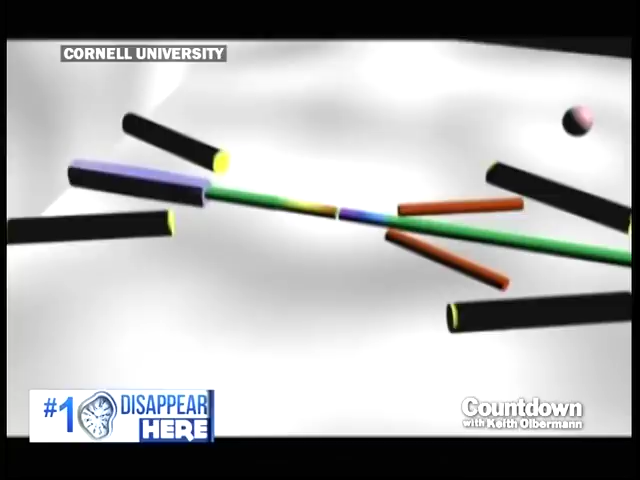 CORNELL UNIVERSITY
#1
DISAPPEAR
HERE
Countdown
with Keith Olbermann